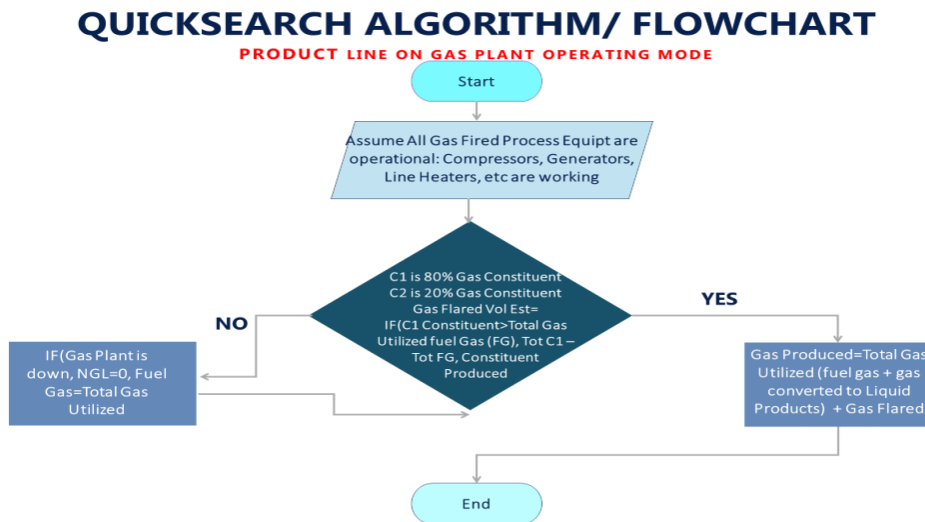 QUICKSEARCH ALGORITHM/ FLOWCHART
PRODUCT LINE ON GAS PLANT OPERATING MODE
Start
Assume All Gas Fired Process Equipt are
operational: Compressors, Generators,
Line Heaters, etc are working
C1 is 80% Gas Constituent
C2 is 20% Gas Constituent
Gas Flared Vol Est=
IF(C1 Constituent>Total Gas
Utilized fuel Gas (FG), Tot C1 –
Tot FG, Constituent
Produced
NO
YES
IF(Gas Plant is
down, NGL=0, Fuel
Gas=Total Gas
Utilized
Gas Produced=Total Gas
Utilized (fuel gas + gas
converted to Liquid
Products) + Gas Flared
End